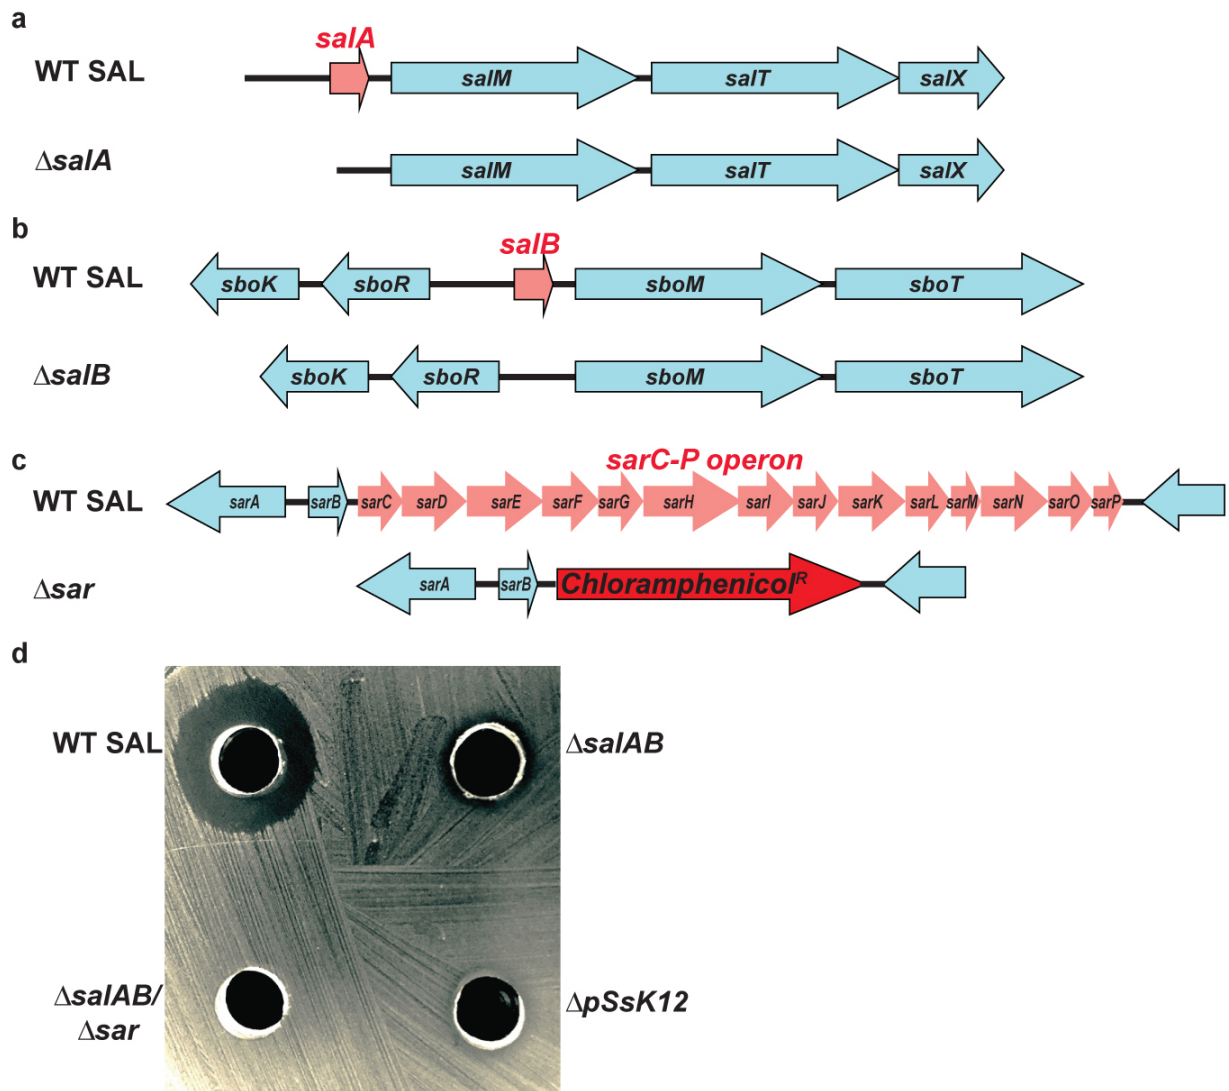 a
salA
WT SAL salM salT salX
ΔsalA salM salT salX
b
salB
WT SAL sboK sboR sboM sboT
ΔsalB sboK sboR sboM sboT
c
sarC-P operon
WT SAL sarA sarB sarC sarD sarE sarF sarG sarH sarI sarJ sarK sarL sarM sarN sarO sarP
Δsar sarA sarB Chloramphenicolᴿ
d
WT SAL ΔsalAB
ΔsalAB/ ΔpSsK12
Δsar